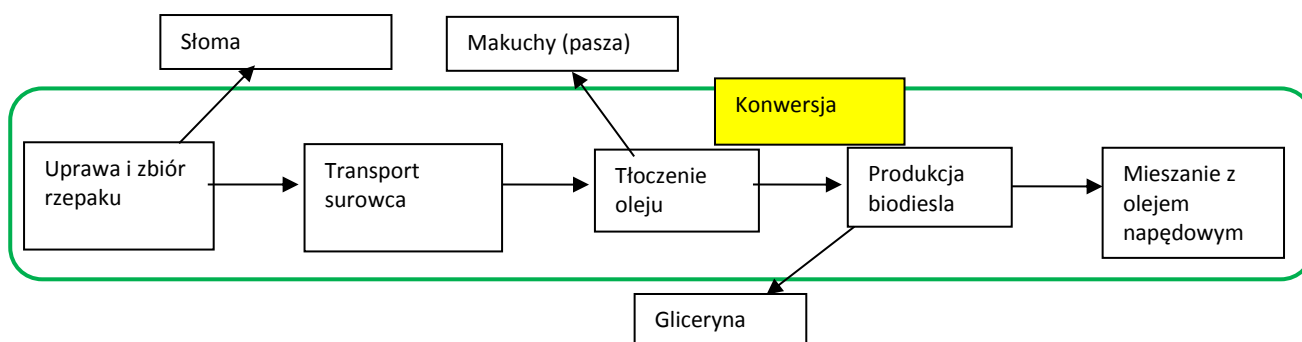 Słoma
Makuchy (pasza)
Konwersja
Uprawa i zbiór
rzepaku
Transport
surowca
Tłoczenie
oleju
Produkcja
biodiesla
Mieszanie z
olejem
napędowym
Gliceryna